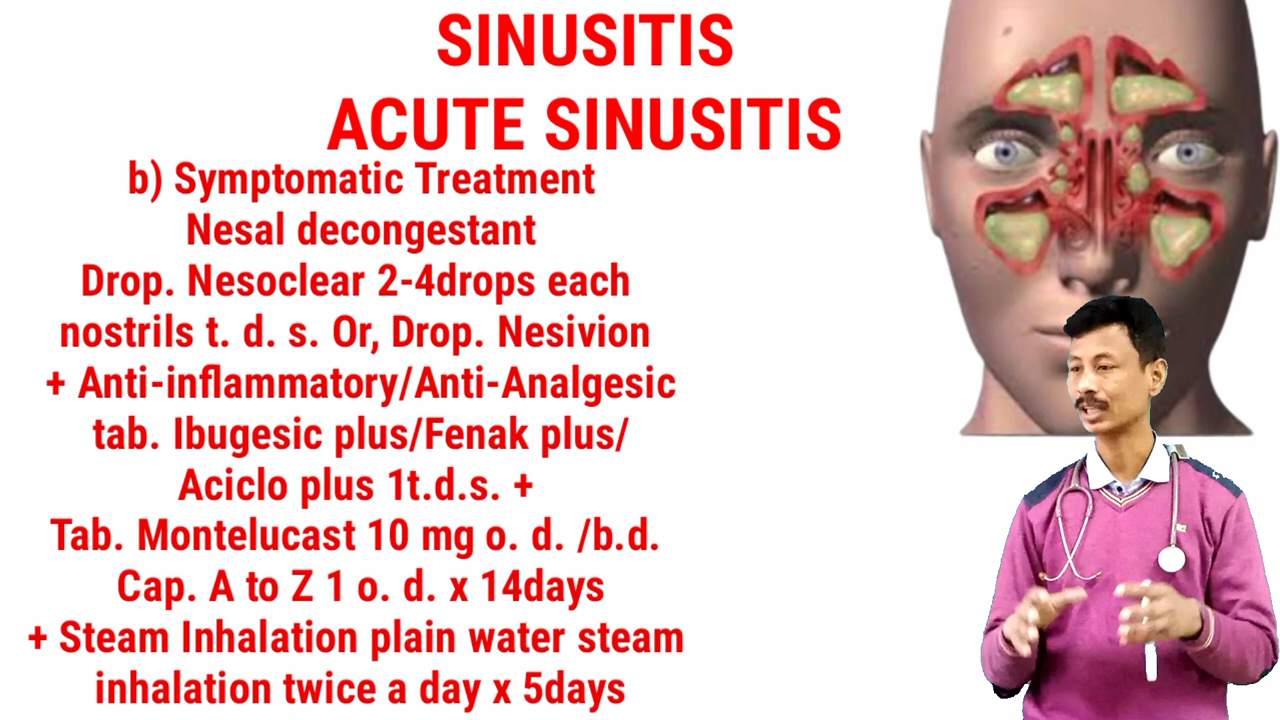 SINUSITIS
ACUTE SINUSITIS
b) Symptomatic Treatment
Nesal decongestant
Drop. Nesoclear 2-4drops each
nostrils t. d. s. Or, Drop. Nesivion
+ Anti-inflammatory/Anti-Analgesic
tab. Ibugesic plus/Fenak plus/
Aciclo plus 1t.d.s. +
Tab. Montelucast 10 mg o. d. /b.d.
Cap. A to Z 1 o. d. x 14days
+ Steam Inhalation plain water steam
inhalation twice a day x 5days